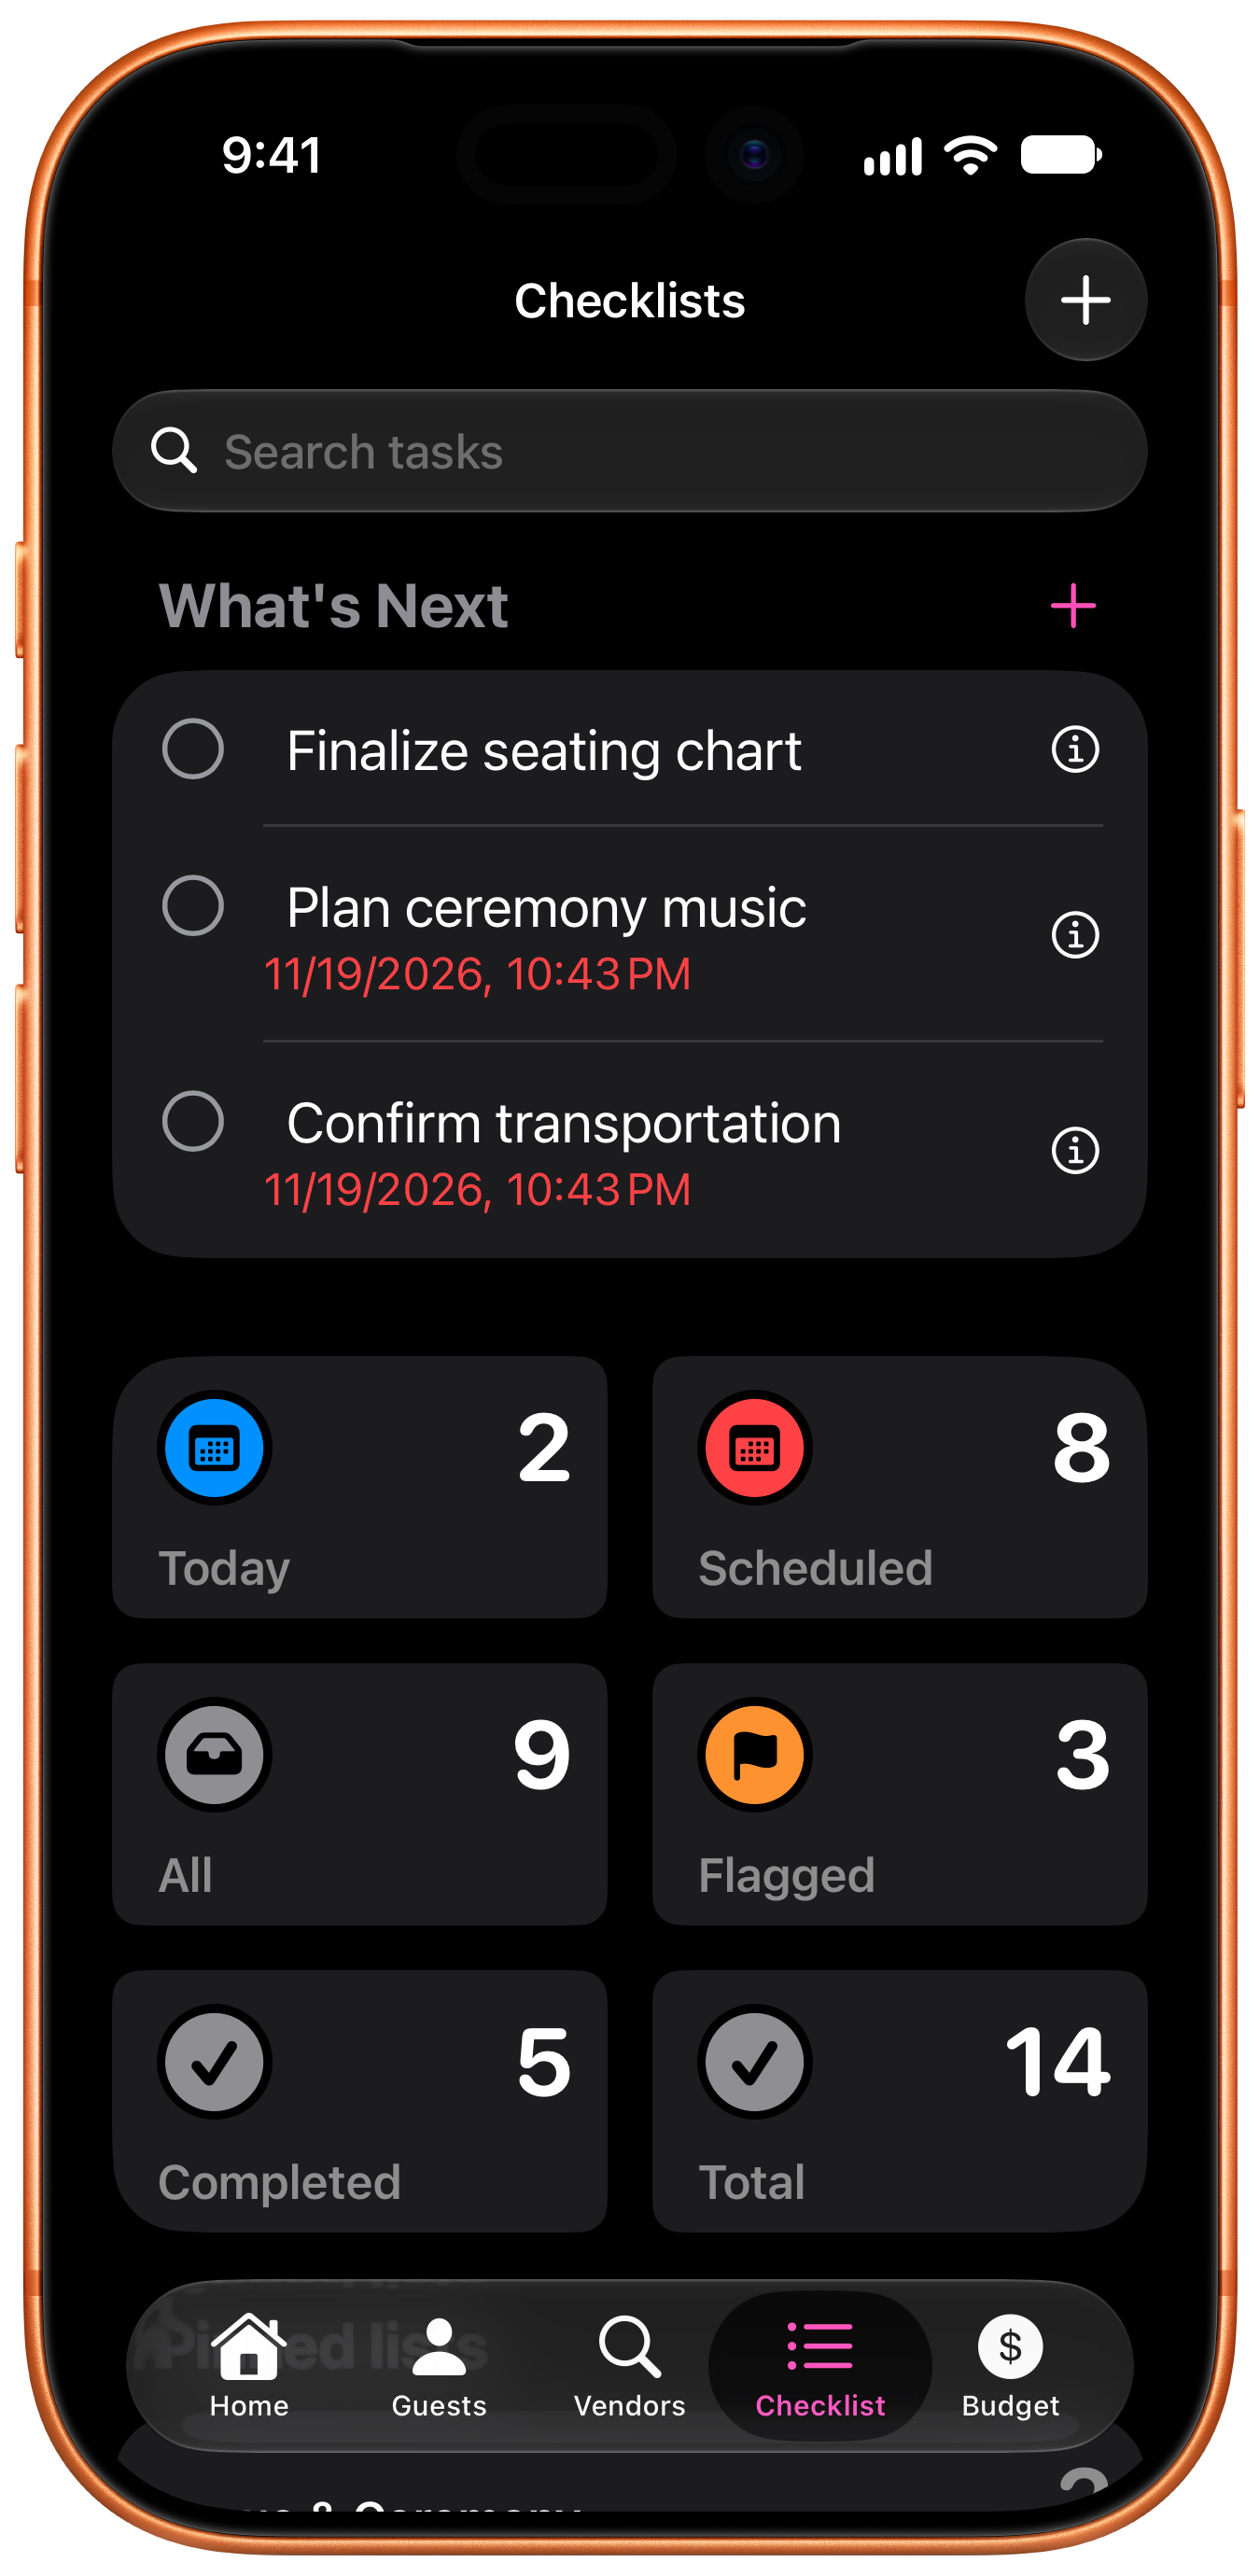 9:41
Checklists
Search tasks
What's Next
Finalize seating chart
Plan ceremony music
11/19/2026, 10:43 PM
Confirm transportation
11/19/2026, 10:43 PM
2
8
Today
Scheduled
9
3
All
Flagged
5
14
Completed
Total
Home
Guests
Vendors
Checklist
$
Budget
& Ceremony